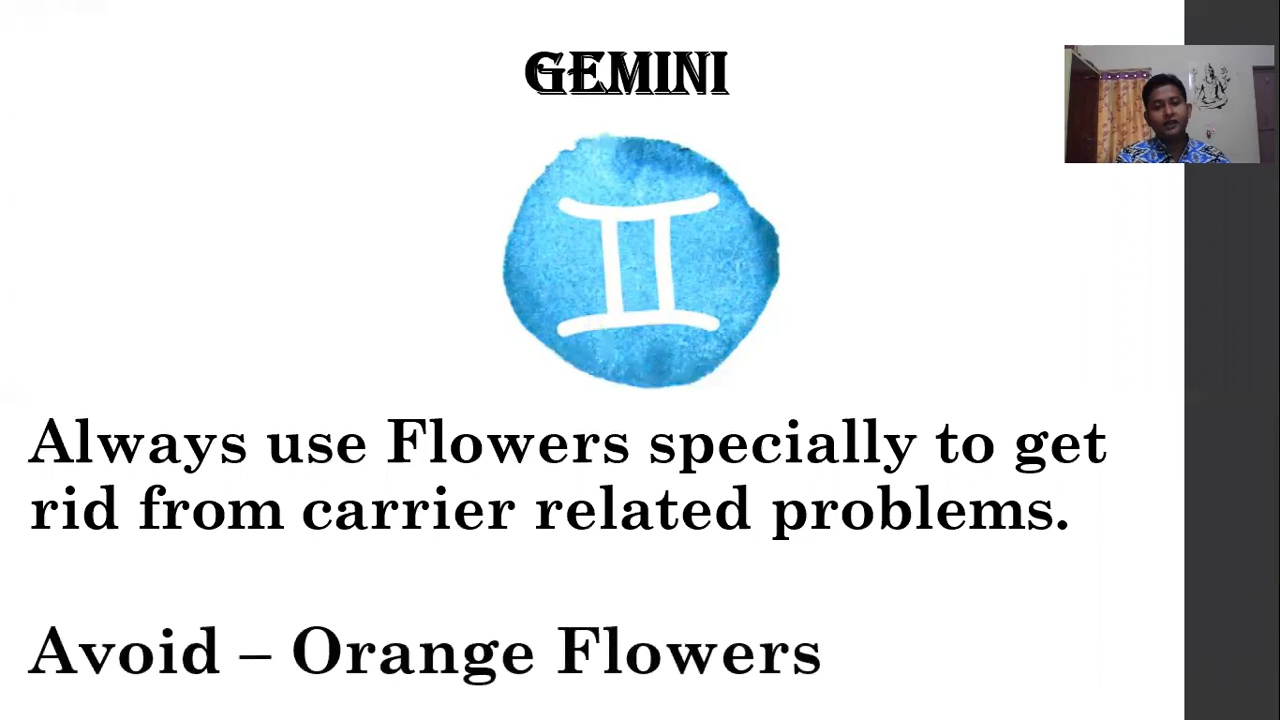 GEMINI
Always use Flowers specially to get
rid from carrier related problems.
Avoid – Orange Flowers